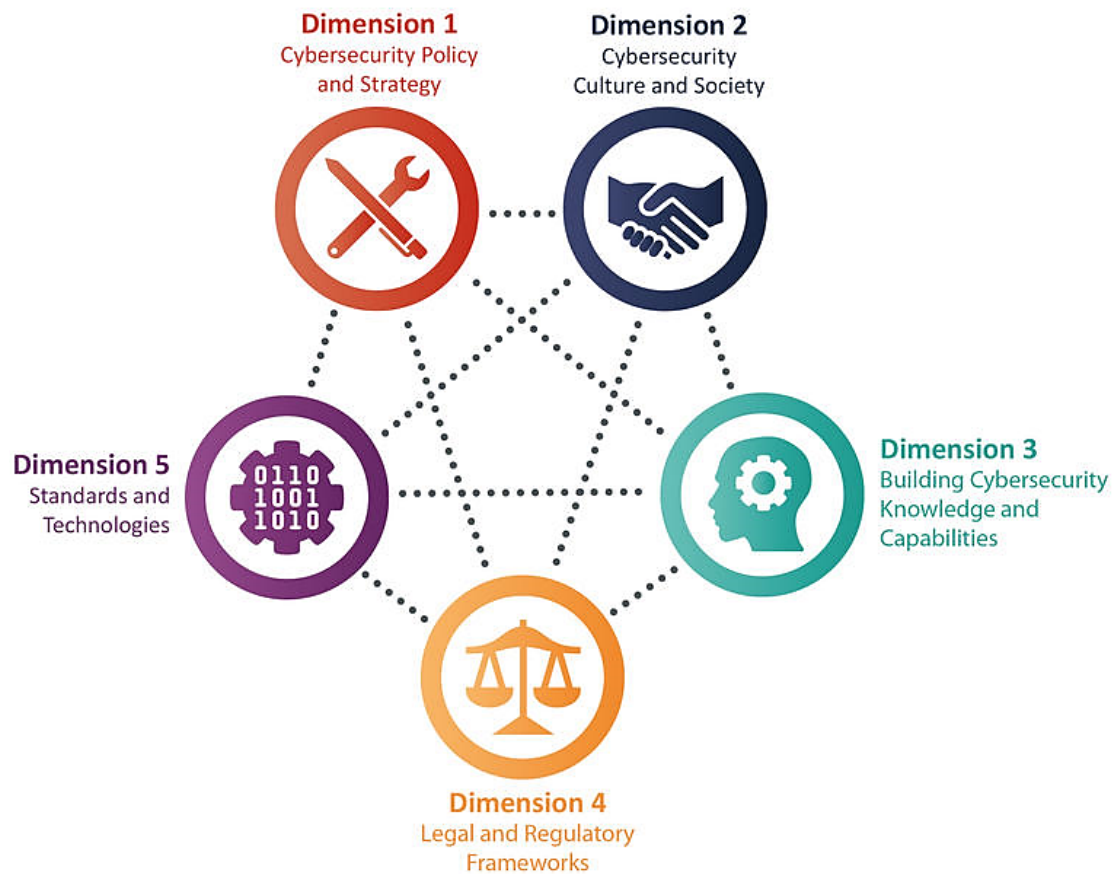 Dimension 1
Cybersecurity Policy
and Strategy
Dimension 2
Cybersecurity
Culture and Society
Dimension 3
Building Cybersecurity
Knowledge and
Capabilities
Dimension 4
Legal and Regulatory
Frameworks
Dimension 5
Standards and
Technologies
0110
1001
1010